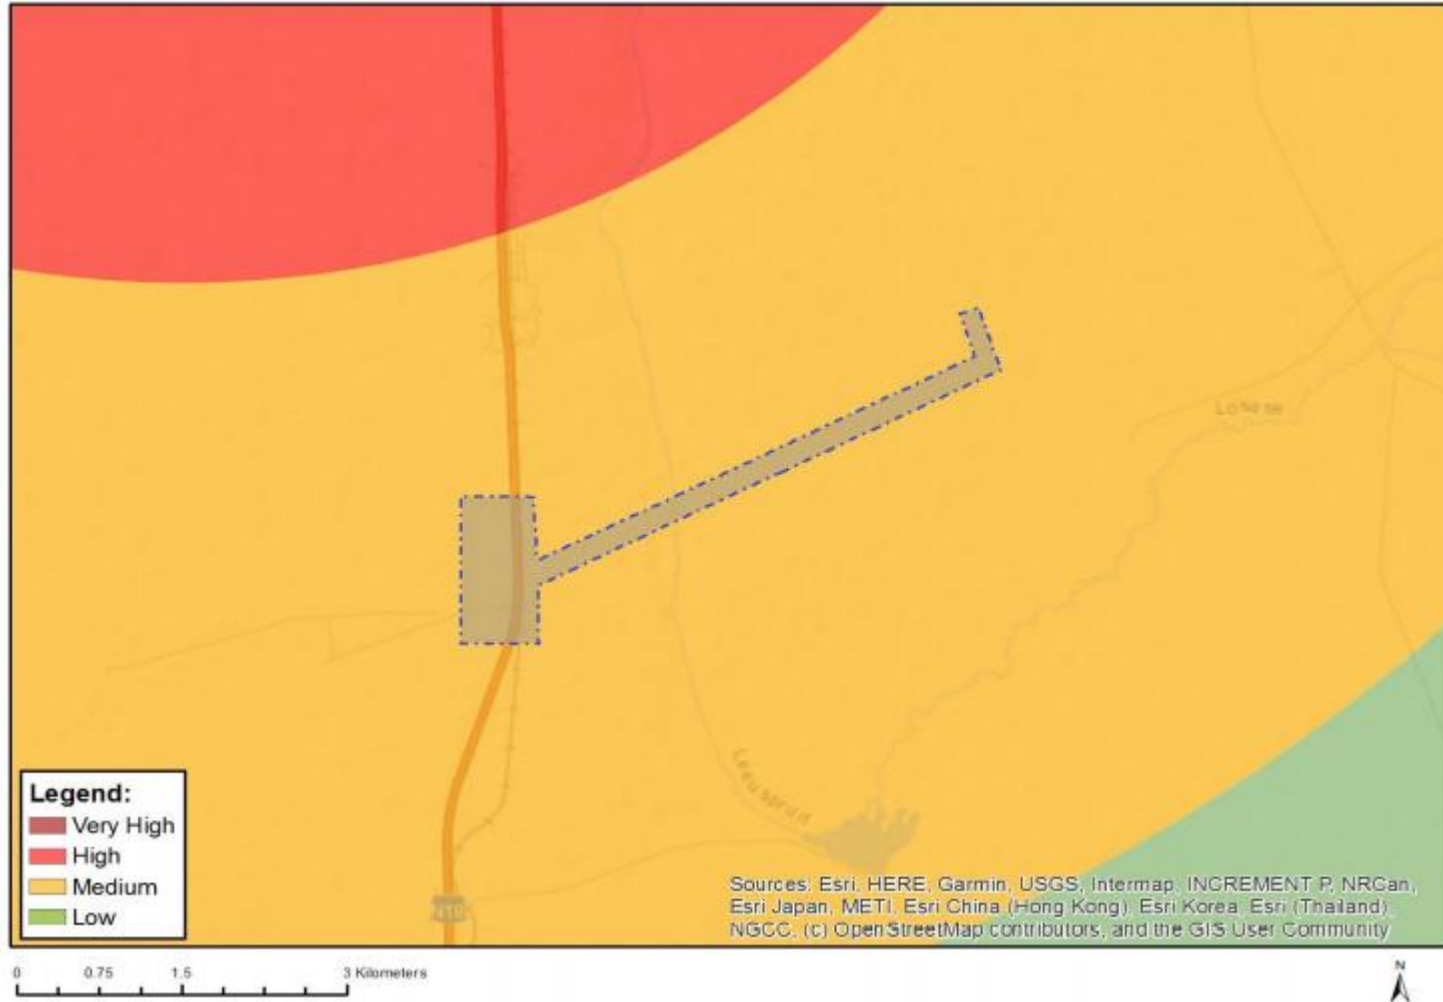 Losese
Leeuspruit
Legend:
Very High
High
Medium
Low
Sources: Esri, HERE, Garmin, USGS, Intermap, INCREMENT P, NRCan,
Esri Japan, METI, Esri China (Hong Kong), Esri Korea, Esri (Thailand),
NGCC, (c) OpenStreetMap contributors, and the GIS User Community
0 0.75 1.5 3 Kilometers
N